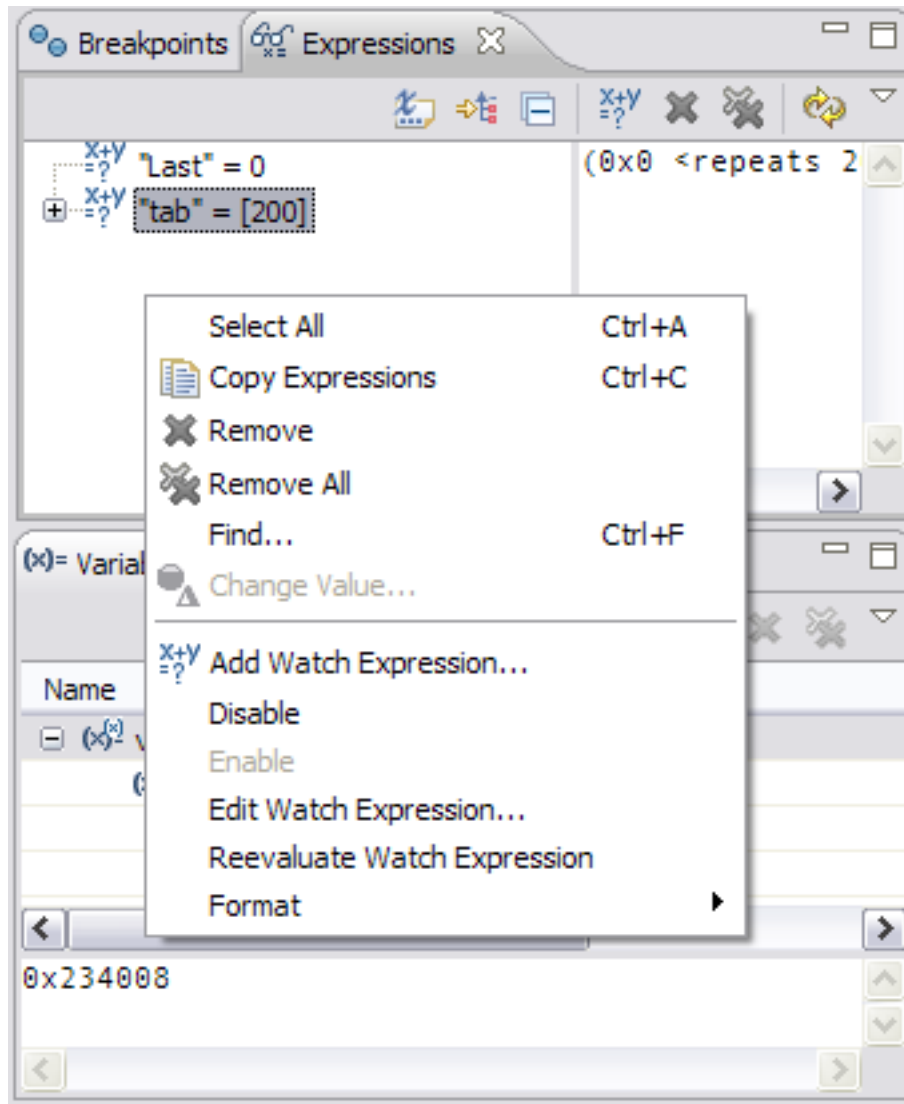 Breakpoints Expressions
"Last" = 0 (0x0 <repeats 2
"tab" = [200]
Select All Ctrl+A
Copy Expressions Ctrl+C
Remove
Remove All
Find... Ctrl+F
Change Value...
(x)=
Add Watch Expression...
Name
Disable
Enable
Edit Watch Expression...
Reevaluate Watch Expression
Format
0x234008